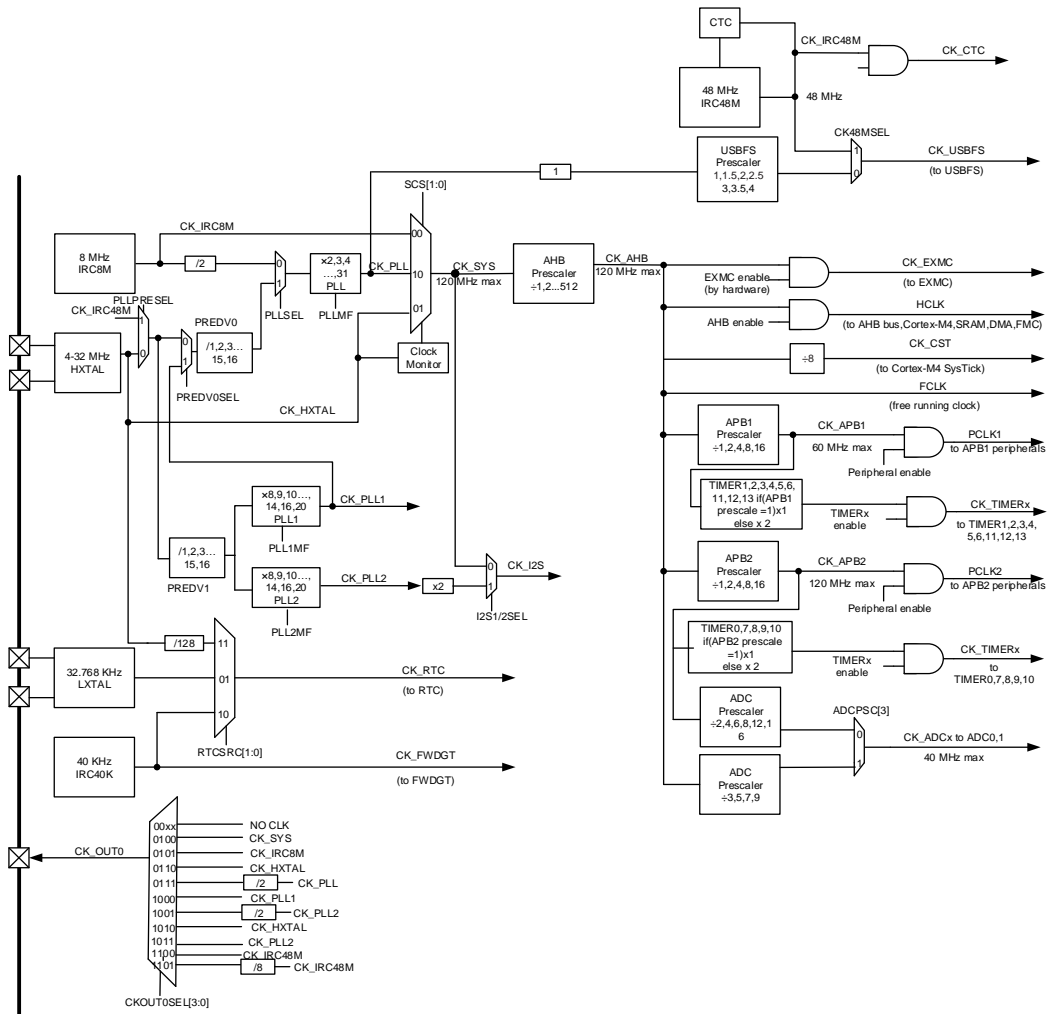 CTC
CK_IRC48M
CK_CTC
48 MHz
IRC48M
48 MHz
CK48MSEL
USBFS
Prescaler
1,1.5,2,2.5
3,3.5,4
1
0
CK_USBFS
(to USBFS)
1
SCS[1:0]
CK_IRC8M
8 MHz
IRC8M
/2
0
1
PLLSEL
×2,3,4
…,31
PLL
PLLMF
CK_PLL
00
10
01
CK_SYS
120 MHz max
AHB
Prescaler
÷1,2...512
CK_AHB
120 MHz max
EXMC enable
(by hardware)
CK_EXMC
(to EXMC)
AHB enable
HCLK
(to AHB bus,Cortex-M4,SRAM,DMA,FMC)
÷8
CK_CST
(to Cortex-M4 SysTick)
FCLK
(free running clock)
PLLPRESEL
CK_IRC48M
1
0
4-32 MHz
HXTAL
PREDV0
0
1
/1,2,3…
15,16
PREDV0SEL
Clock
Monitor
CK_HXTAL
APB1
Prescaler
÷1,2,4,8,16
CK_APB1
60 MHz max
Peripheral enable
PCLK1
to APB1 peripherals
TIMER1,2,3,4,5,6,
11,12,13 if(APB1
prescale =1)x1
else x 2
TIMERx
enable
CK_TIMERx
to TIMER1,2,3,4,
5,6,11,12,13
×8,9,10…,
14,16,20
PLL1
PLL1MF
CK_PLL1
/1,2,3…
15,16
PREDV1
×8,9,10…,
14,16,20
PLL2
PLL2MF
CK_PLL2
x2
0
1
CK_I2S
I2S1/2SEL
APB2
Prescaler
÷1,2,4,8,16
CK_APB2
120 MHz max
Peripheral enable
PCLK2
to APB2 peripherals
TIMER0,7,8,9,10
if(APB2 prescale
=1)x1
else x 2
TIMERx
enable
CK_TIMERx
to
TIMER0,7,8,9,10
/128
11
01
10
32.768 KHz
LXTAL
CK_RTC
(to RTC)
RTCSRC[1:0]
40 KHz
IRC40K
CK_FWDGT
(to FWDGT)
ADC
Prescaler
÷2,4,6,8,12,1
6
ADCPSC[3]
0
1
CK_ADCx to ADC0,1
40 MHz max
ADC
Prescaler
÷3,5,7,9
CK_OUT0
00xx NO CLK
0100 CK_SYS
0101 CK_IRC8M
0110 CK_HXTAL
0111 /2 CK_PLL
1000 CK_PLL1
1001 /2 CK_PLL2
1010 CK_HXTAL
1011 CK_PLL2
1100 CK_IRC48M
1101 /8 CK_IRC48M
CKOUT0SEL[3:0]